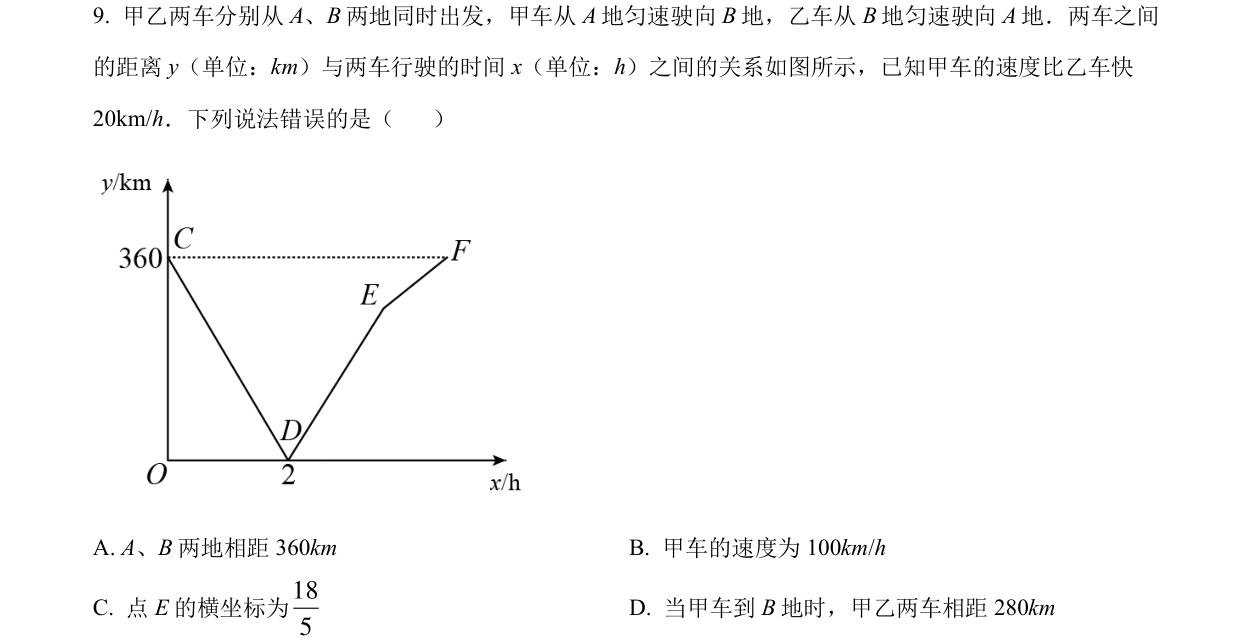 9. 甲乙两车分别从 A、B 两地同时出发，甲车从 A 地匀速驶向 B 地，乙车从 B 地匀速驶向 A 地．两车之间
的距离 y（单位：km）与两车行驶的时间 x（单位：h）之间的关系如图所示，已知甲车的速度比乙车快
20km/h．下列说法错误的是（　　）
y/km
C
360
F
E
D
O
2
x/h
A. A、B 两地相距 360km
B. 甲车的速度为 100km/h
C. 点 E 的横坐标为 18/5
D. 当甲车到 B 地时，甲乙两车相距 280km